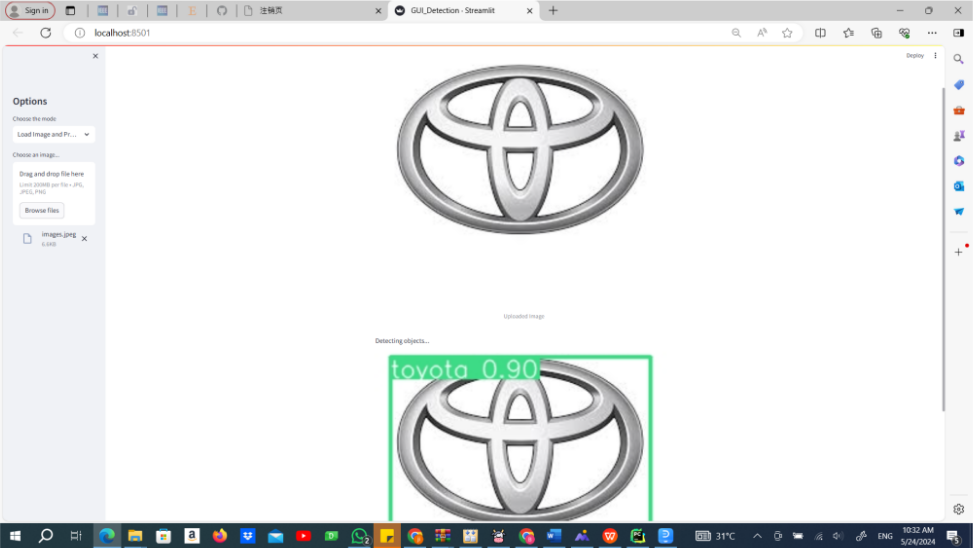 Sign in
注销页
GUI_Detection - Streamlit
localhost:8501
Deploy
Options
Choose the mode
Load Image and Pr...
Choose an image...
Drag and drop file here
Limit 200MB per file • JPG,
JPEG, PNG
Browse files
images.jpeg
6.6KB
Uploaded Image
Detecting objects...
toyota 0.90
31°C
ENG
10:32 AM
5/24/2024